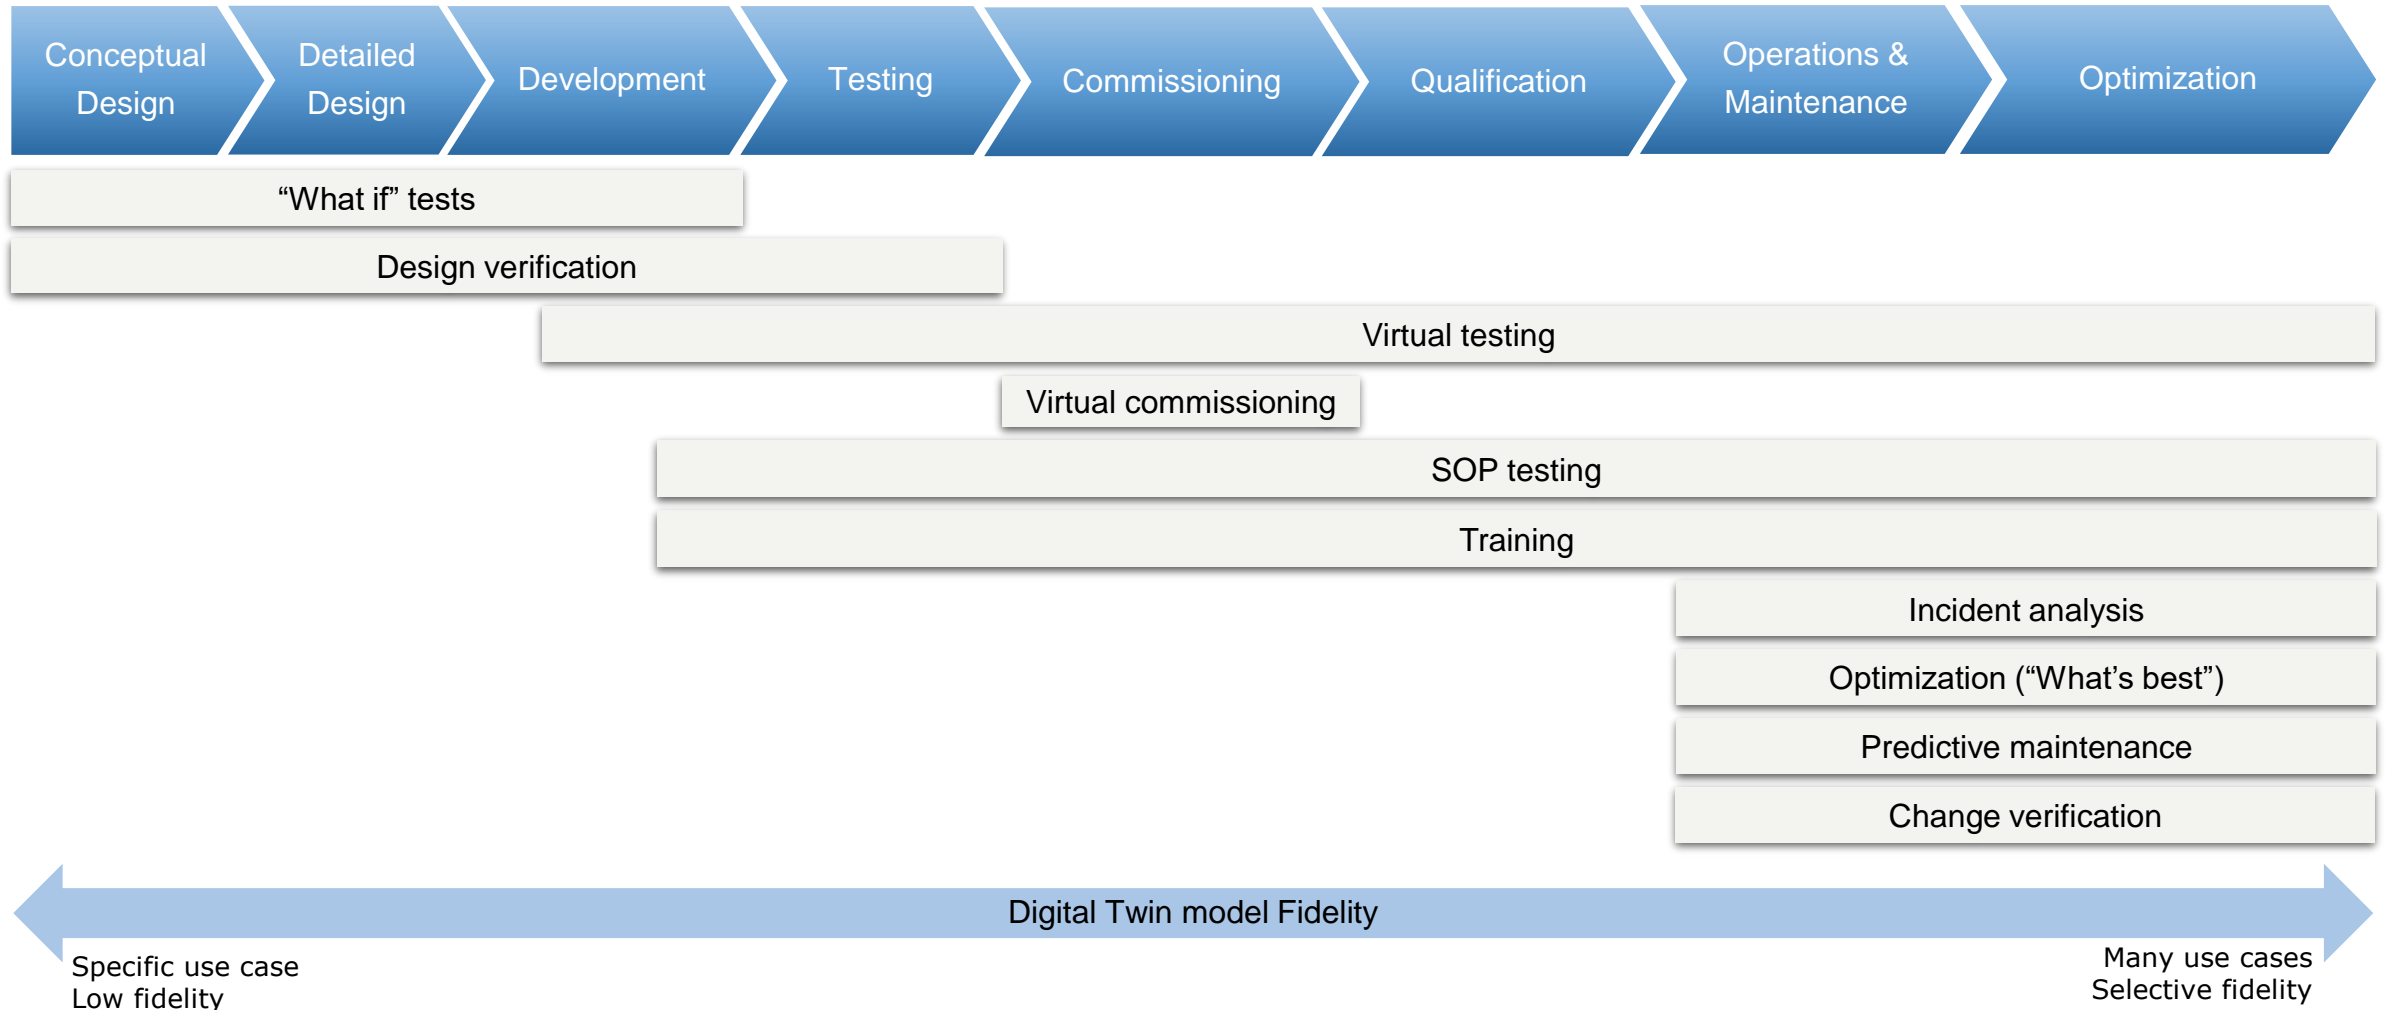 Conceptual
Design
Detailed
Design
Development
Testing
Commissioning
Qualification
Operations &
Maintenance
Optimization
“What if” tests
Design verification
Virtual testing
Virtual commissioning
SOP testing
Training
Incident analysis
Optimization (“What’s best”)
Predictive maintenance
Change verification
Digital Twin model Fidelity
Specific use case
Low fidelity
Many use cases
Selective fidelity